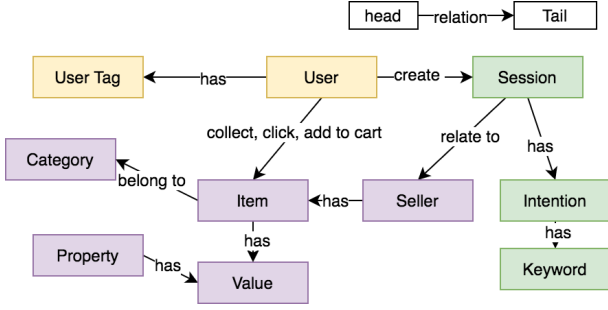 head
relation
Tail
User Tag
has
User
create
Session
collect, click, add to cart
relate to
has
Category
belong to
Item
has
Seller
Intention
has
has
Property
has
Value
Keyword